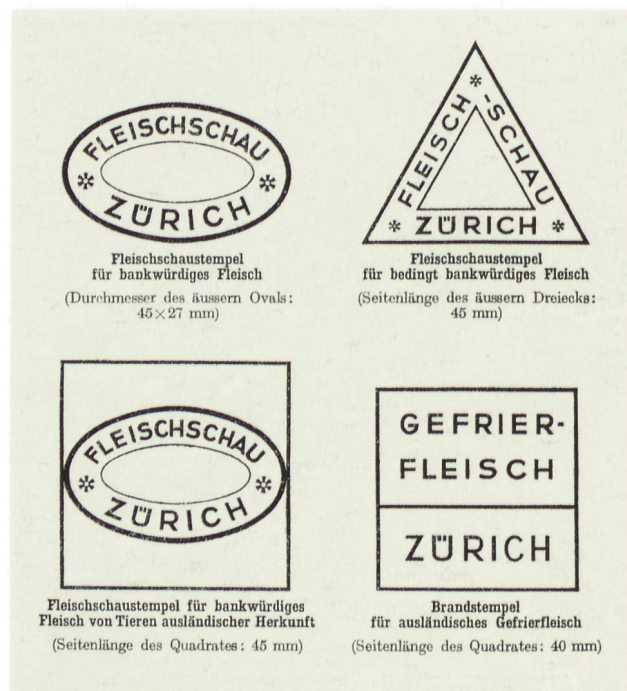 FLEISCHSCHAU
* ZÜRICH *
Fleischschaustempel
für bankwürdiges Fleisch
(Durchmesser des äussern Ovals:
45×27 mm)
FLEISCH * -SCHAU
* ZÜRICH *
Fleischschaustempel
für bedingt bankwürdiges Fleisch
(Seitenlänge des äussern Dreiecks:
45 mm)
FLEISCHSCHAU
* ZÜRICH *
Fleischschaustempel für bankwürdiges
Fleisch von Tieren ausländischer Herkunft
(Seitenlänge des Quadrates: 45 mm)
GEFRIER-
FLEISCH
ZÜRICH
Brandstempel
für ausländisches Gefrierfleisch
(Seitenlänge des Quadrates: 40 mm)